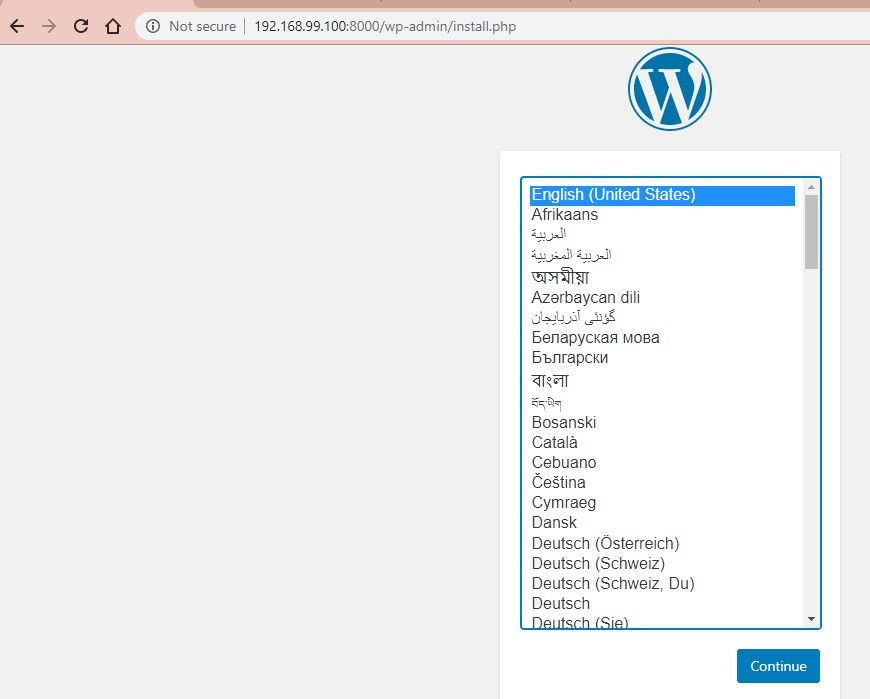 Not secure 192.168.99.100:8000/wp-admin/install.php
English (United States)
Afrikaans
العربية
العربية المغربية
অসমীয়া
Azərbaycan dili
گؤنئی آذربایجان
Беларуская мова
Български
বাংলা
བོད་ཡིག
Bosanski
Català
Cebuano
Čeština
Cymraeg
Dansk
Deutsch (Österreich)
Deutsch (Schweiz)
Deutsch (Schweiz, Du)
Deutsch
Deutsch (Sie)
Continue